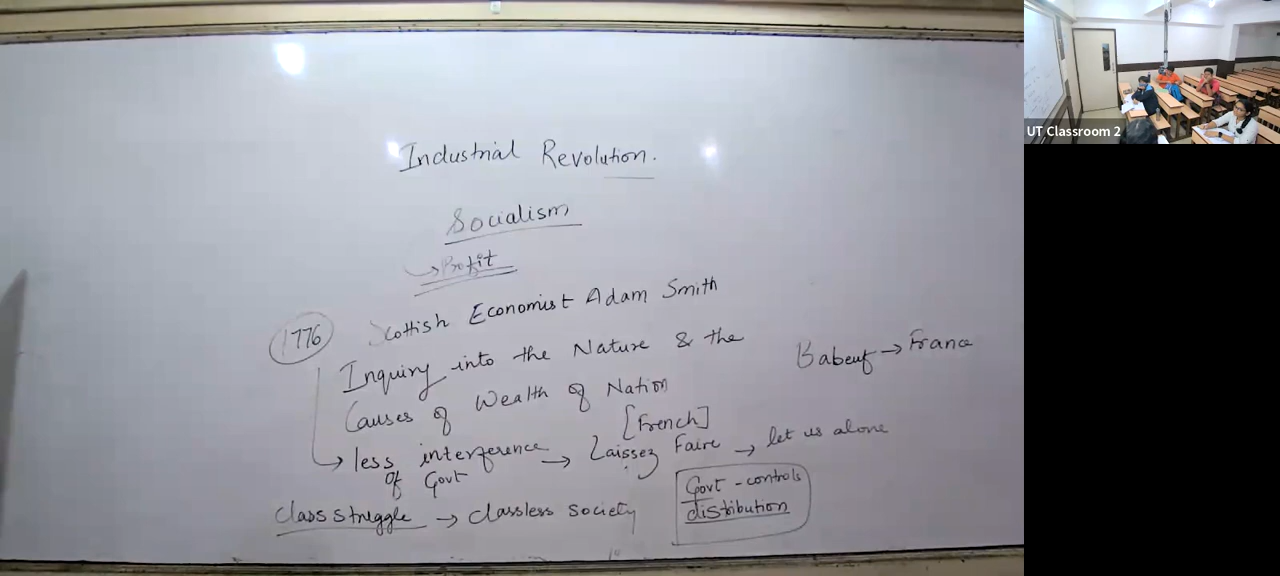 Industrial Revolution.
Socialism
→ Profit
Scottish Economist Adam Smith
1776
Inquiry into the Nature & the
Causes of Wealth of Nation
Babeuf → France
[French]
→ less interference of Govt → Laissez Faire → let us alone
class struggle → classless society
Govt - controls
distibution
UT Classroom 2